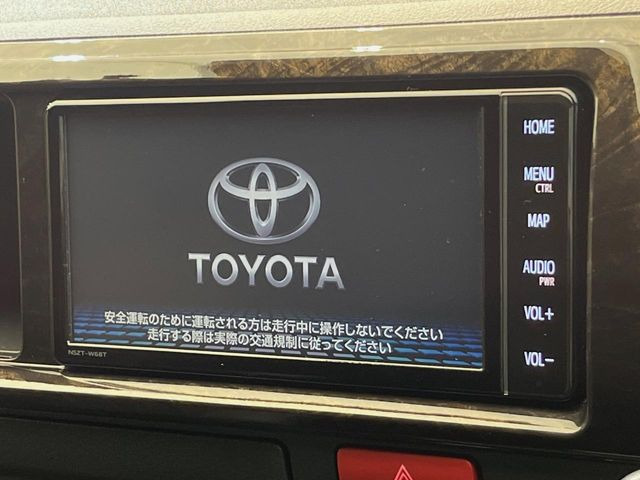 TOYOTA
安全運転のために運転される方は走行中に操作しないでください
走行する際は実際の交通規制に従ってください
NSZT-W68T
HOME
MENU
CTRL
MAP
AUDIO
PWR
VOL+
VOL-